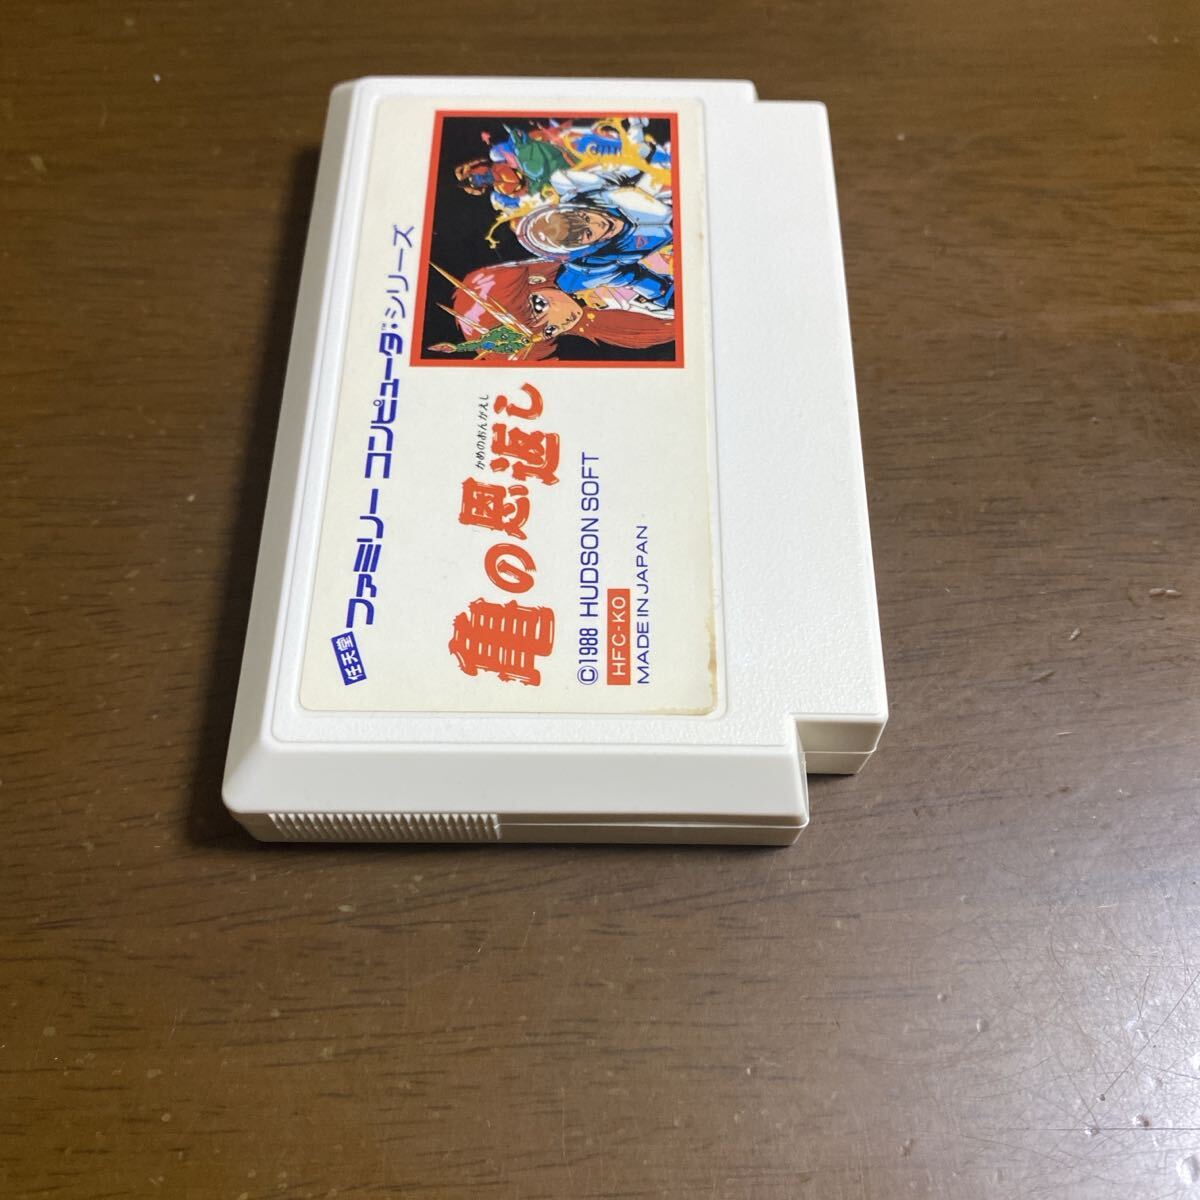 任天堂 ファミリー コンピュータ™・シリーズ
かめのおんがえし
亀の恩返し
©1988 HUDSON SOFT
HFC-KO
MADE IN JAPAN